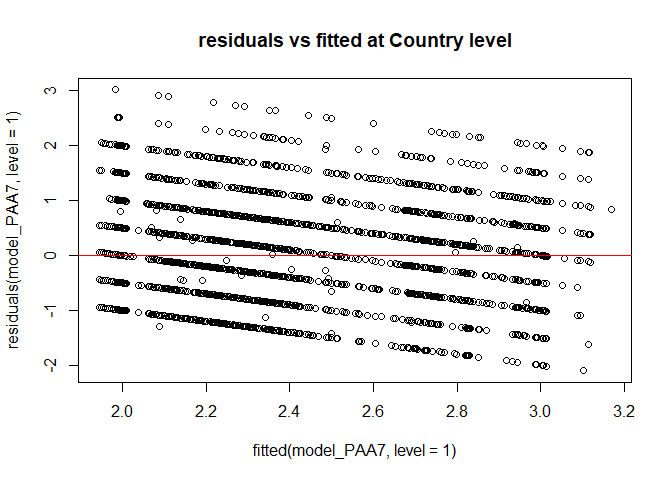 residuals vs fitted at Country level
residuals(model_PAA7, level = 1)
3
2
1
0
-1
-2
2.0 2.2 2.4 2.6 2.8 3.0 3.2
fitted(model_PAA7, level = 1)